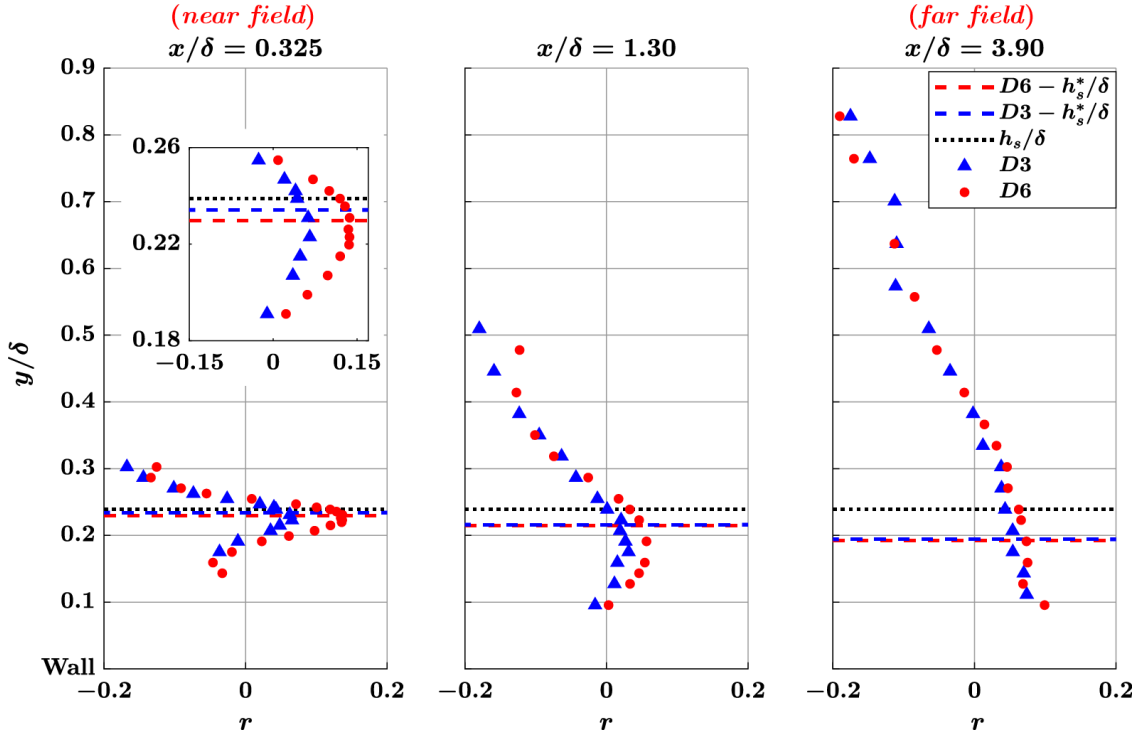 (near field)
x/δ = 0.325
x/δ = 1.30
(far field)
x/δ = 3.90
0.9
0.8
0.7
0.6
0.5
0.4
0.3
0.2
0.1
Wall
y/δ
0.26
0.22
0.18
−0.15 0 0.15
D6 − h*s/δ
D3 − h*s/δ
hs/δ
D3
D6
−0.2 0 0.2
−0.2 0 0.2
−0.2 0 0.2
r
r
r